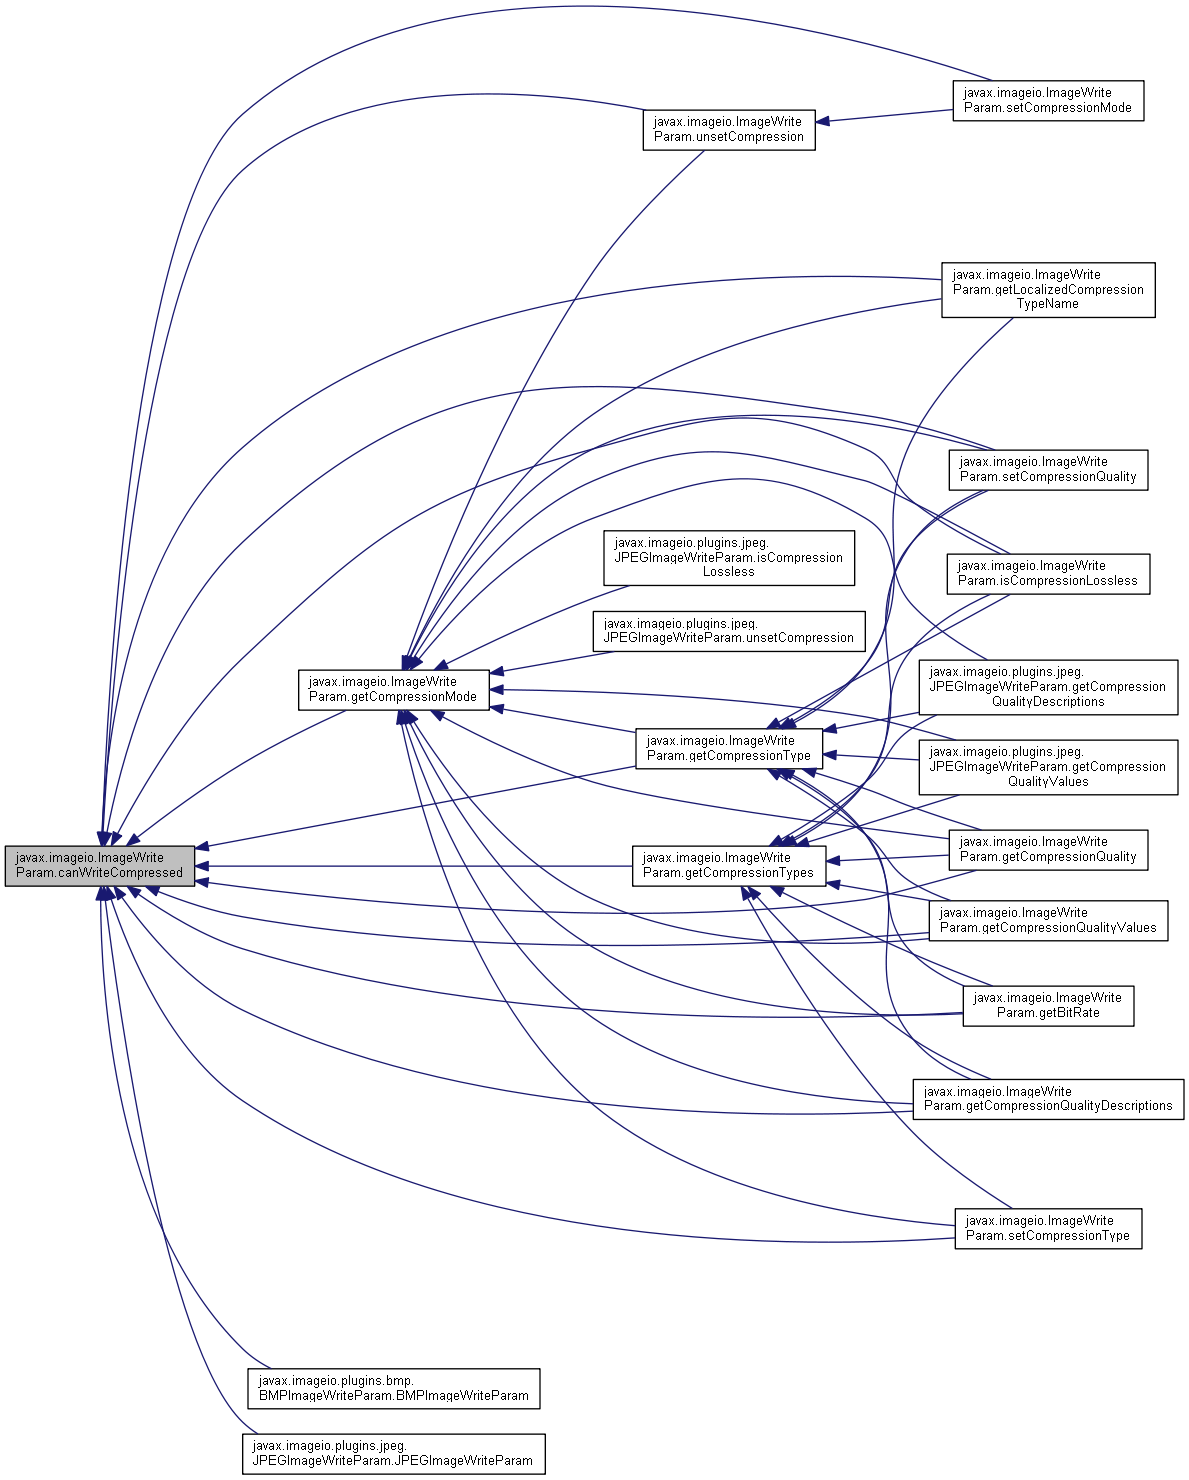 javax.imageio.ImageWrite
Param.setCompressionMode
javax.imageio.ImageWrite
Param.unsetCompression
javax.imageio.ImageWrite
Param.getLocalizedCompression
TypeName
javax.imageio.ImageWrite
Param.setCompressionQuality
javax.imageio.plugins.jpeg.
JPEGImageWriteParam.isCompression
Lossless
javax.imageio.ImageWrite
Param.isCompressionLossless
javax.imageio.plugins.jpeg.
JPEGImageWriteParam.unsetCompression
javax.imageio.ImageWrite
Param.getCompressionMode
javax.imageio.plugins.jpeg.
JPEGImageWriteParam.getCompression
QualityDescriptions
javax.imageio.ImageWrite
Param.getCompressionType
javax.imageio.plugins.jpeg.
JPEGImageWriteParam.getCompression
QualityValues
javax.imageio.ImageWrite
Param.canWriteCompressed
javax.imageio.ImageWrite
Param.getCompressionTypes
javax.imageio.ImageWrite
Param.getCompressionQuality
javax.imageio.ImageWrite
Param.getCompressionQualityValues
javax.imageio.ImageWrite
Param.getBitRate
javax.imageio.ImageWrite
Param.getCompressionQualityDescriptions
javax.imageio.ImageWrite
Param.setCompressionType
javax.imageio.plugins.bmp.
BMPImageWriteParam.BMPImageWriteParam
javax.imageio.plugins.jpeg.
JPEGImageWriteParam.JPEGImageWriteParam